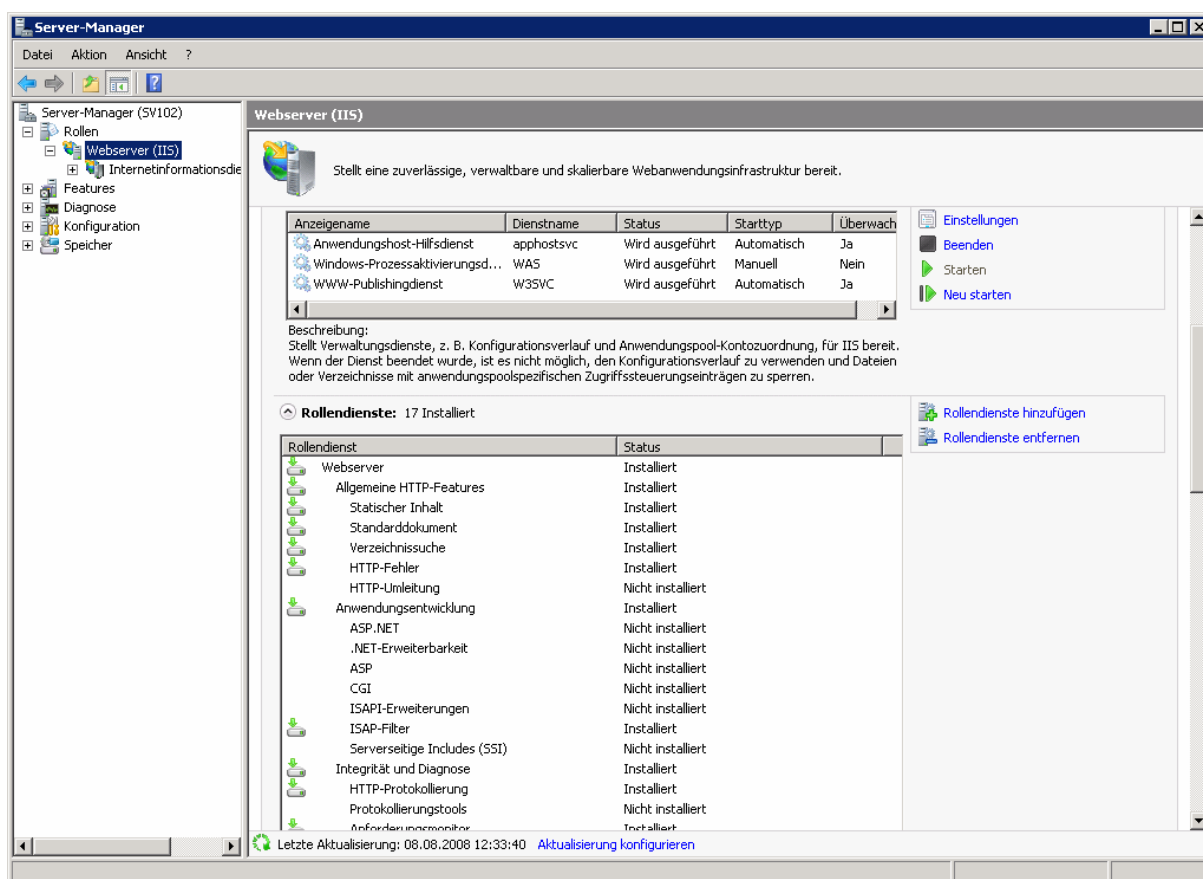 Server-Manager
Datei Aktion Ansicht ?
Server-Manager (SV102)
Rollen
Webserver (IIS)
Internetinformationsdie
Features
Diagnose
Konfiguration
Speicher
Webserver (IIS)
Stellt eine zuverlässige, verwaltbare und skalierbare Webanwendungsinfrastruktur bereit.
Anzeigename Dienstname Status Starttyp Überwach
Anwendungshost-Hilfsdienst apphostsvc Wird ausgeführt Automatisch Ja
Windows-Prozessaktivierungsd... WAS Wird ausgeführt Manuell Nein
WWW-Publishingdienst W3SVC Wird ausgeführt Automatisch Ja
Beschreibung:
Stellt Verwaltungsdienste, z. B. Konfigurationsverlauf und Anwendungspool-Kontozuordnung, für IIS bereit.
Wenn der Dienst beendet wurde, ist es nicht möglich, den Konfigurationsverlauf zu verwenden und Dateien
oder Verzeichnisse mit anwendungspoolspezifischen Zugriffssteuerungseinträgen zu sperren.
Einstellungen
Beenden
Starten
Neu starten
Rollendienste: 17 Installiert
Rollendienst Status
Webserver Installiert
Allgemeine HTTP-Features Installiert
Statischer Inhalt Installiert
Standarddokument Installiert
Verzeichnissuche Installiert
HTTP-Fehler Installiert
HTTP-Umleitung Nicht installiert
Anwendungsentwicklung Installiert
ASP.NET Nicht installiert
.NET-Erweiterbarkeit Nicht installiert
ASP Nicht installiert
CGI Nicht installiert
ISAPI-Erweiterungen Nicht installiert
ISAP-Filter Installiert
Serverseitige Includes (SSI) Nicht installiert
Integrität und Diagnose Installiert
HTTP-Protokollierung Installiert
Protokollierungstools Nicht installiert
Anforderungsmonitor Installiert
Rollendienste hinzufügen
Rollendienste entfernen
Letzte Aktualisierung: 08.08.2008 12:33:40 Aktualisierung konfigurieren